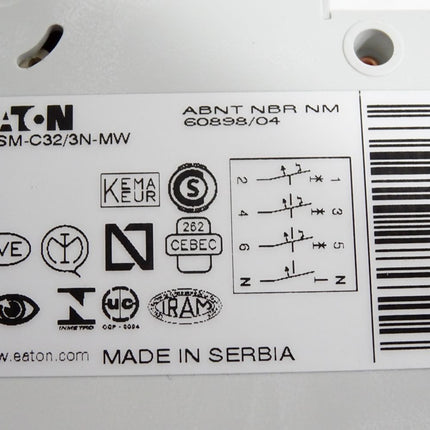 EATON
SM-C32/3N-MW
ABNT NBR NM
60898/04
KEMA
KEUR
S
VE
262
CEBEC
N
INMETRO
UC
OCP - 0004
IRAM
2 1
4 3
6 5
N N
w.eaton.com
MADE IN SERBIA